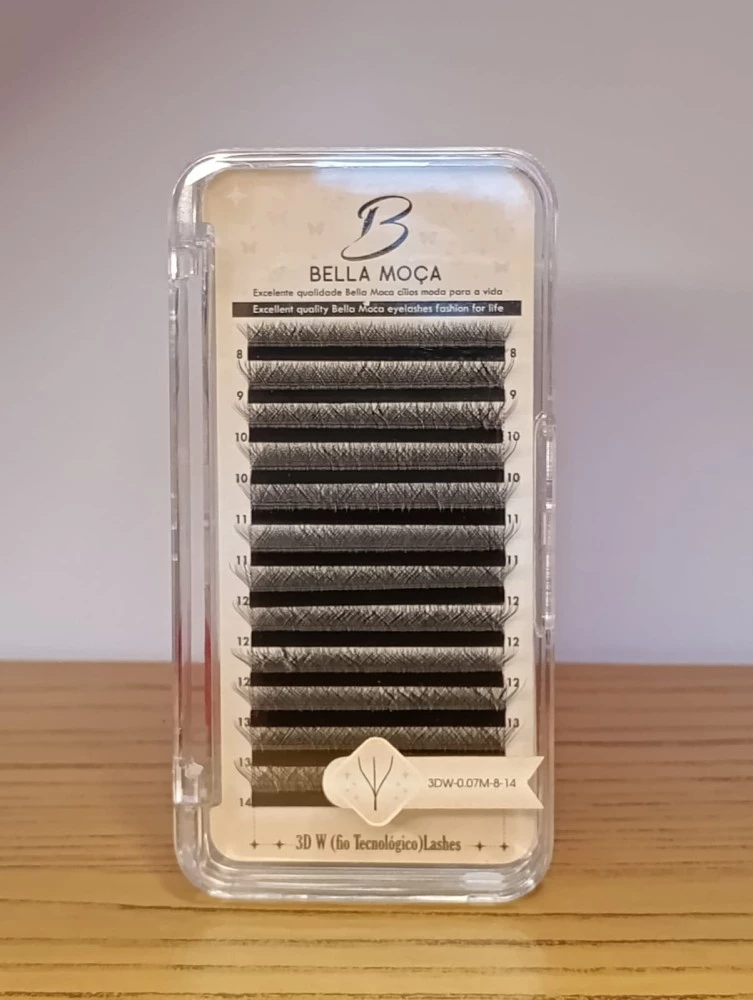 B
BELLA MOÇA
Excelente qualidade Bella Moca cílios moda para a vida
Excellent quality Bella Moca eyelashes fashion for life
8 8
9 9
10 10
10 10
11 11
11 11
12 12
12 12
12 12
13 13
13
14
3DW-0.07M-8-14
3D W (fio Tecnológico)Lashes